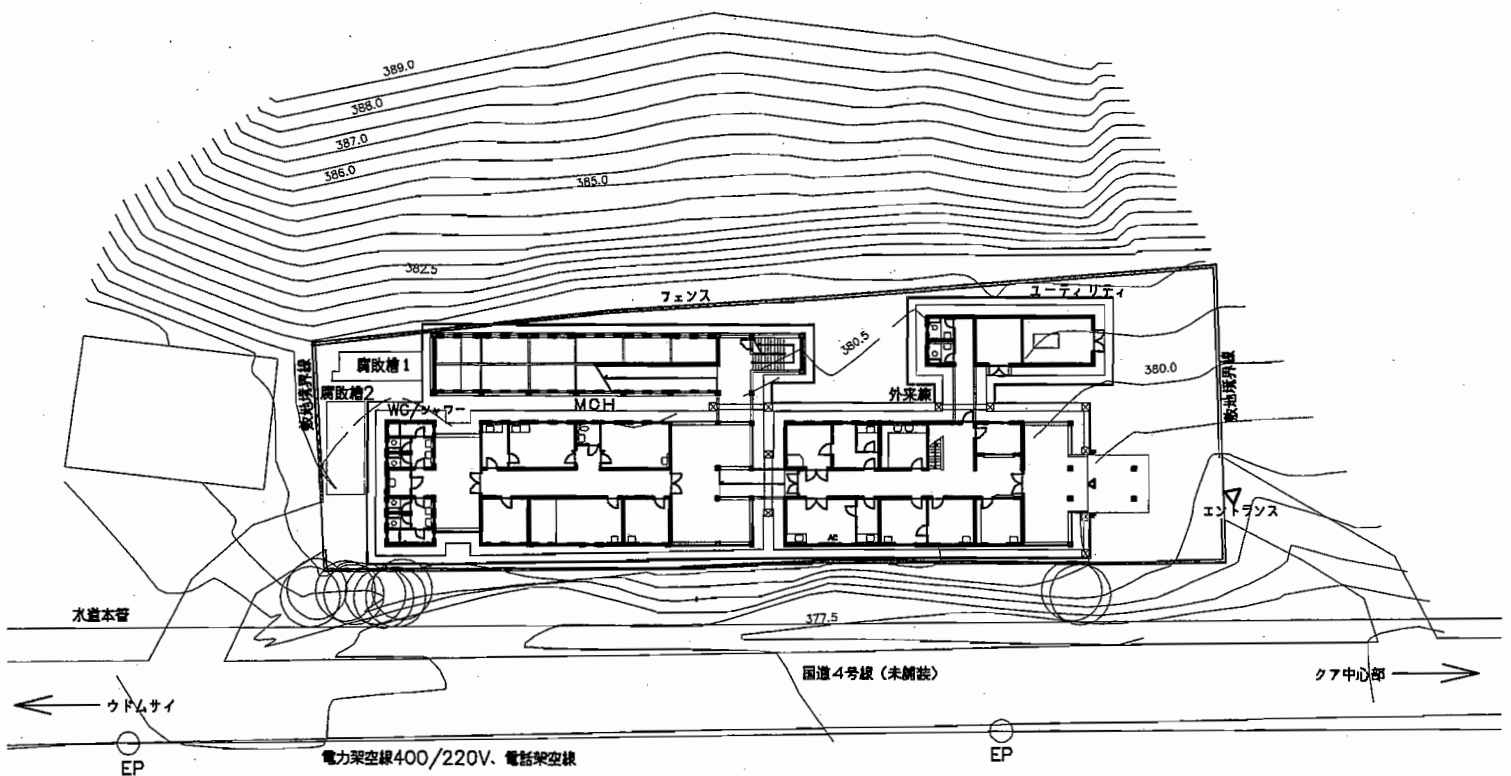 389.0
388.0
387.0
386.0
385.0
382.5
フェンス
ユーティリティ
380.5
380.0
腐敗槽1
敷地境界線
腐敗槽2
WC/シャワー
MCH
外来棟
敷地境界線
エントランス
AC
水道本管
377.5
国道4号線(未舗装)
クア中心部
ウドムサイ
電力架空線400/220V、電話架空線
EP
EP